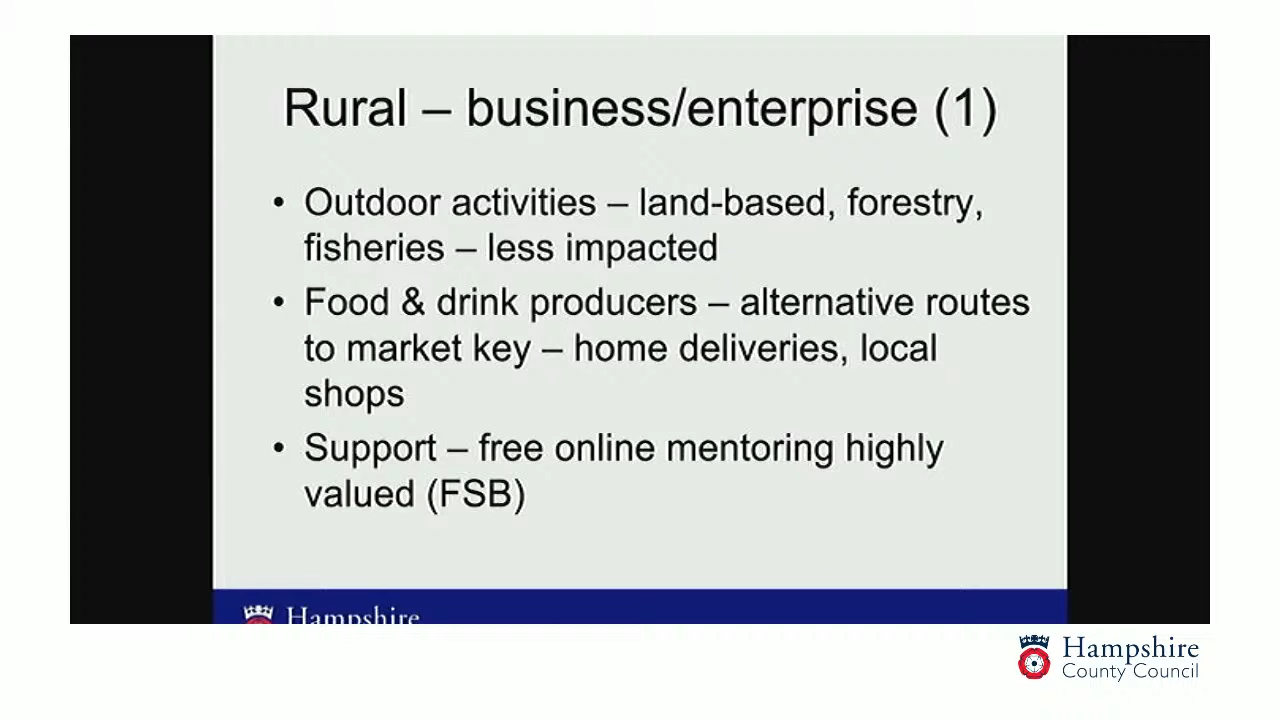 Rural – business/enterprise (1)
• Outdoor activities – land-based, forestry,
fisheries – less impacted
• Food & drink producers – alternative routes
to market key – home deliveries, local
shops
• Support – free online mentoring highly
valued (FSB)
Hampshire
Hampshire
County Council